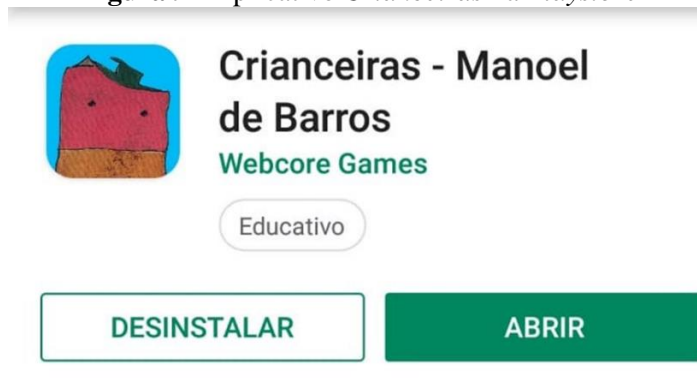 Crianceiras - Manoel
de Barros
Webcore Games
Educativo
DESINSTALAR
ABRIR